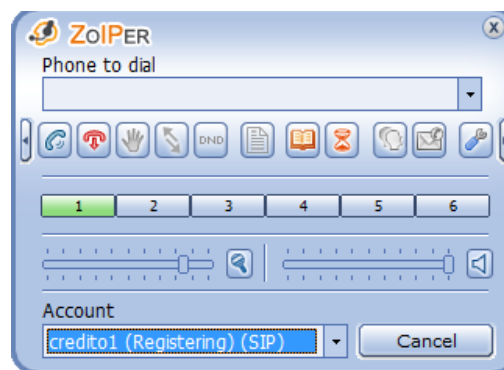 ZOIPER
Phone to dial
DND
1 2 3 4 5 6
Account
credito1 (Registering) (SIP)
Cancel